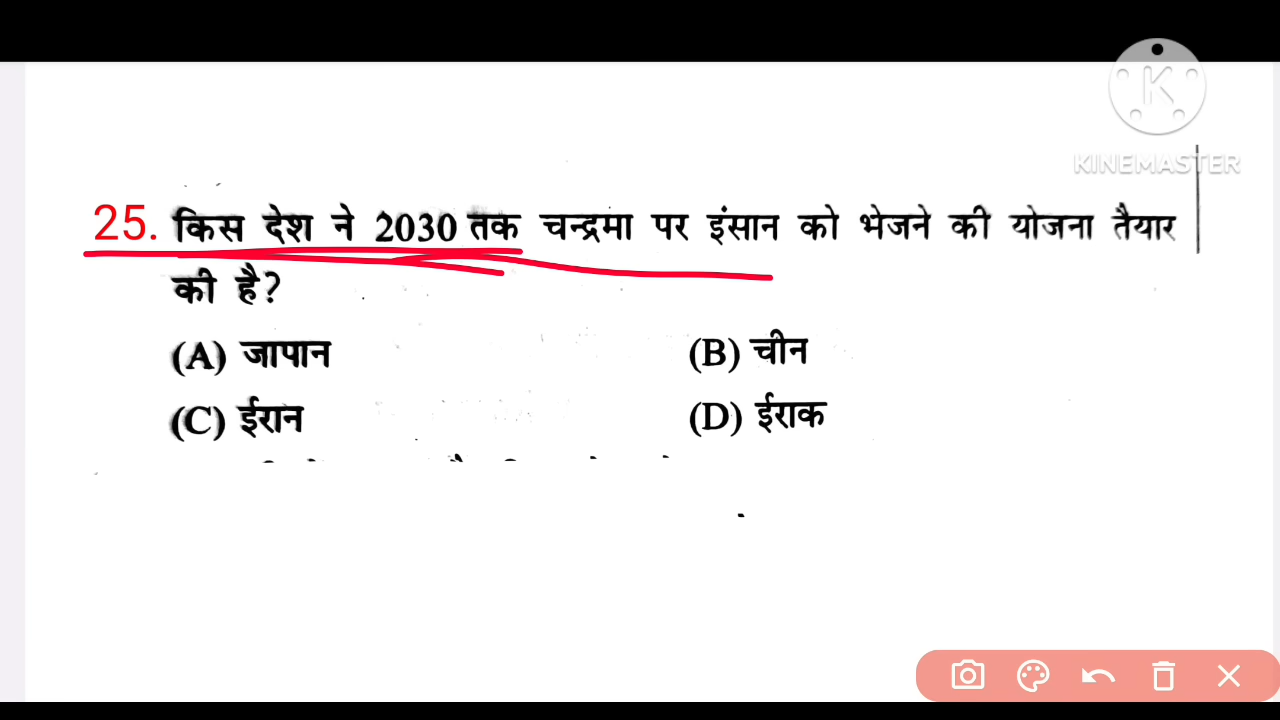 K
KINEMASTER
25. किस देश ने 2030 तक चन्द्रमा पर इंसान को भेजने की योजना तैयार
की है?
(A) जापान (B) चीन
(C) ईरान (D) ईराक